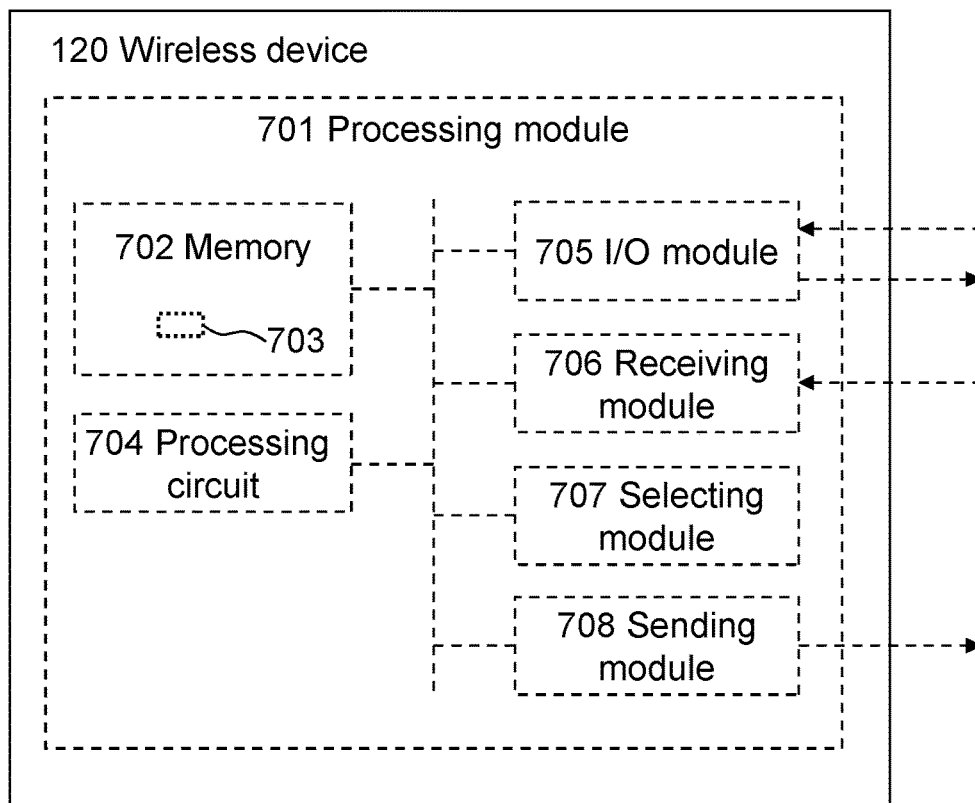 120 Wireless device
701 Processing module
702 Memory
703
704 Processing
circuit
705 I/O module
706 Receiving
module
707 Selecting
module
708 Sending
module